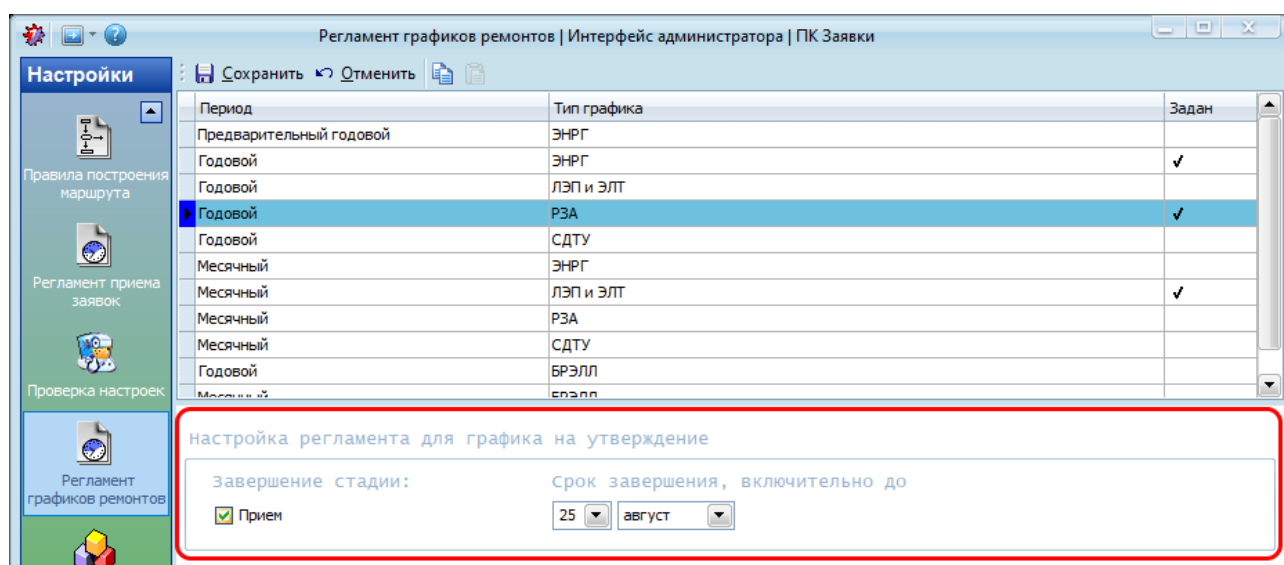 Регламент графиков ремонтов | Интерфейс администратора | ПК Заявки
Настройки
Сохранить Отменить
Период Тип графика Задан
Предварительный годовой ЭНРГ
Годовой ЭНРГ ✓
Годовой ЛЭП и ЭЛТ
Годовой РЗА ✓
Годовой СДТУ
Месячный ЭНРГ
Месячный ЛЭП и ЭЛТ ✓
Месячный РЗА
Месячный СДТУ
Годовой БРЭЛЛ
Месячный БРЭЛЛ
Правила построения
маршрута
Регламент приема
заявок
Проверка настроек
Регламент
графиков ремонтов
Настройка регламента для графика на утверждение
Завершение стадии: Срок завершения, включительно до
Прием 25 август